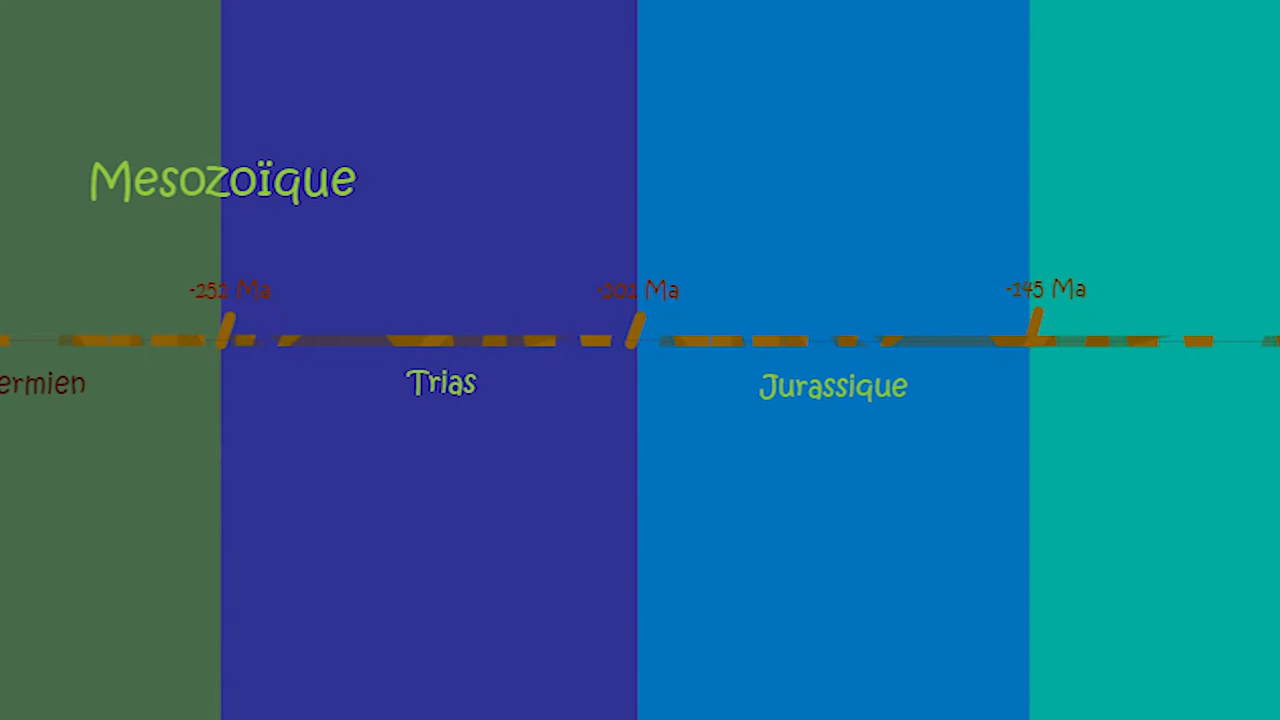 Mesozoïque
-252 Ma
-201 Ma
-145 Ma
ermien
Trias
Jurassique